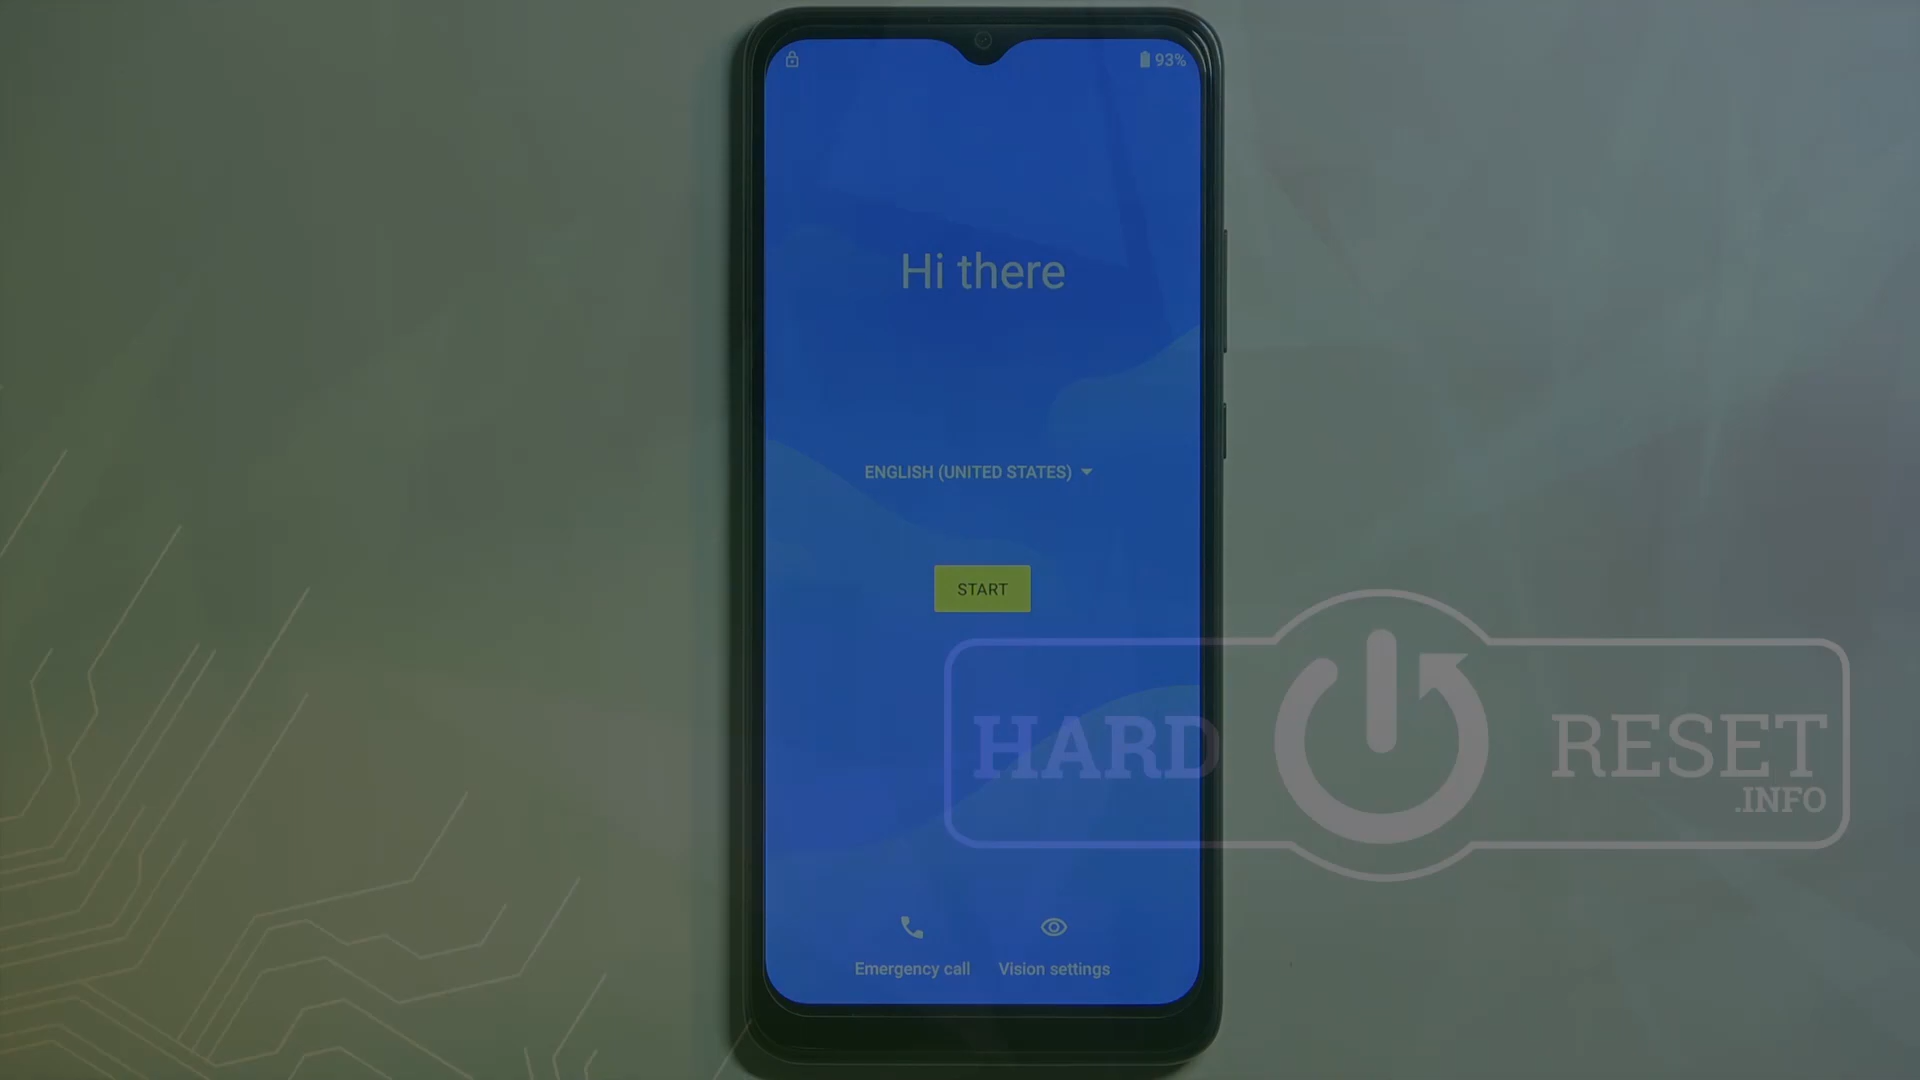 93%
Hi there
ENGLISH (UNITED STATES)
START
HARD RESET
.INFO
Emergency call Vision settings